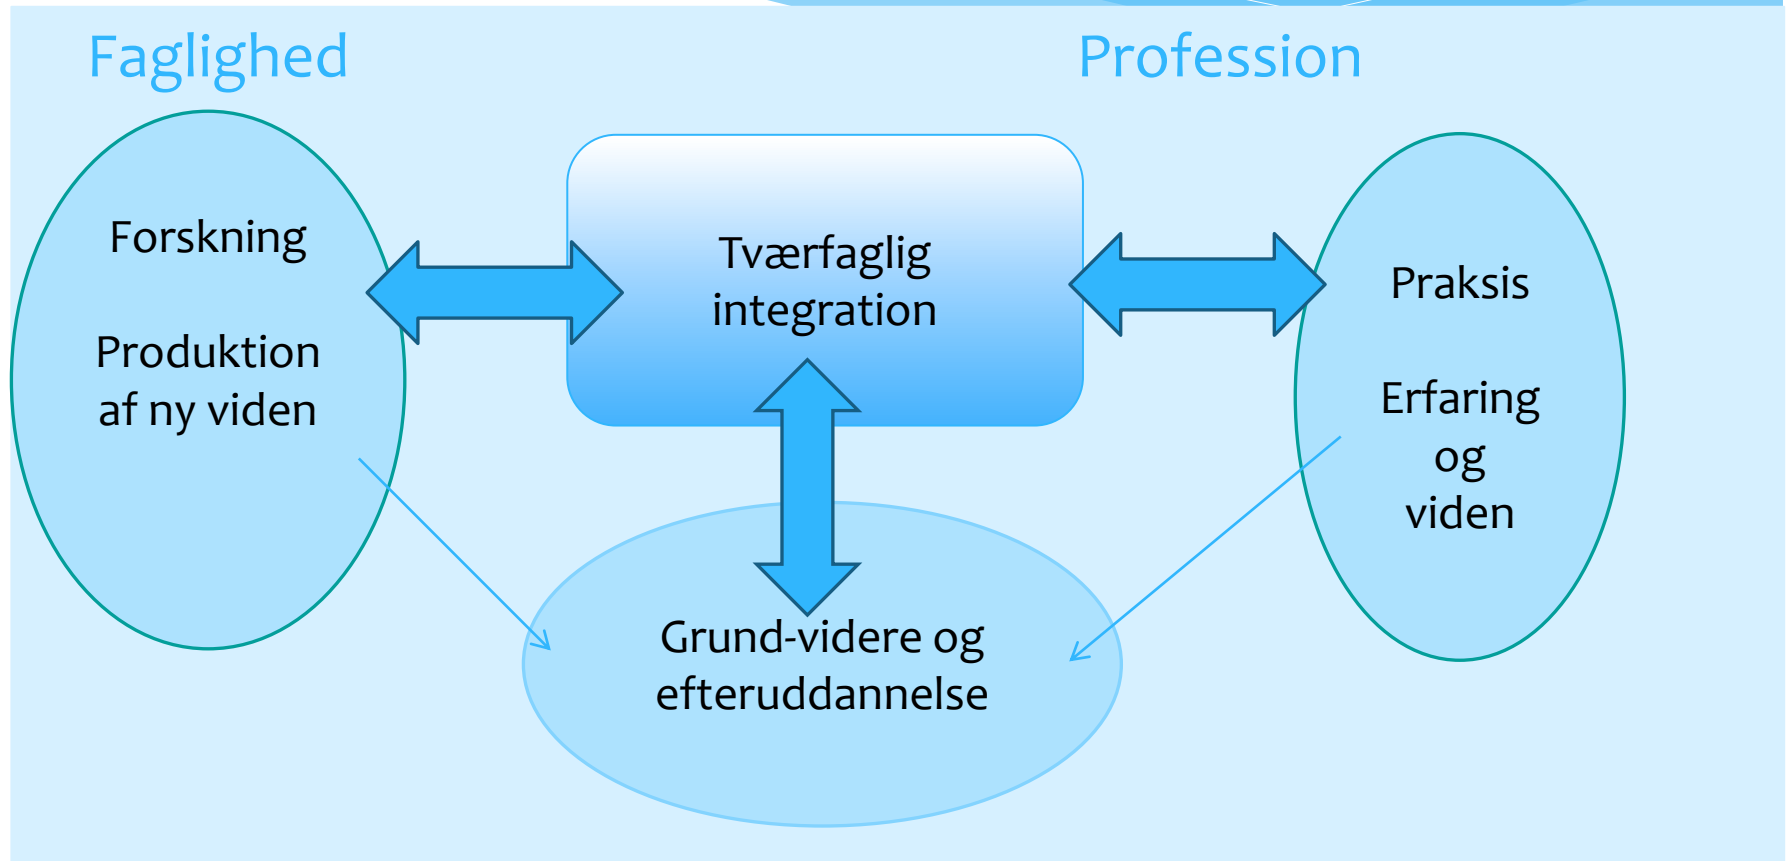 Faglighed
Profession
Forskning
Produktion
af ny viden
Tværfaglig
integration
Praksis
Erfaring
og
viden
Grund-videre og
efteruddannelse